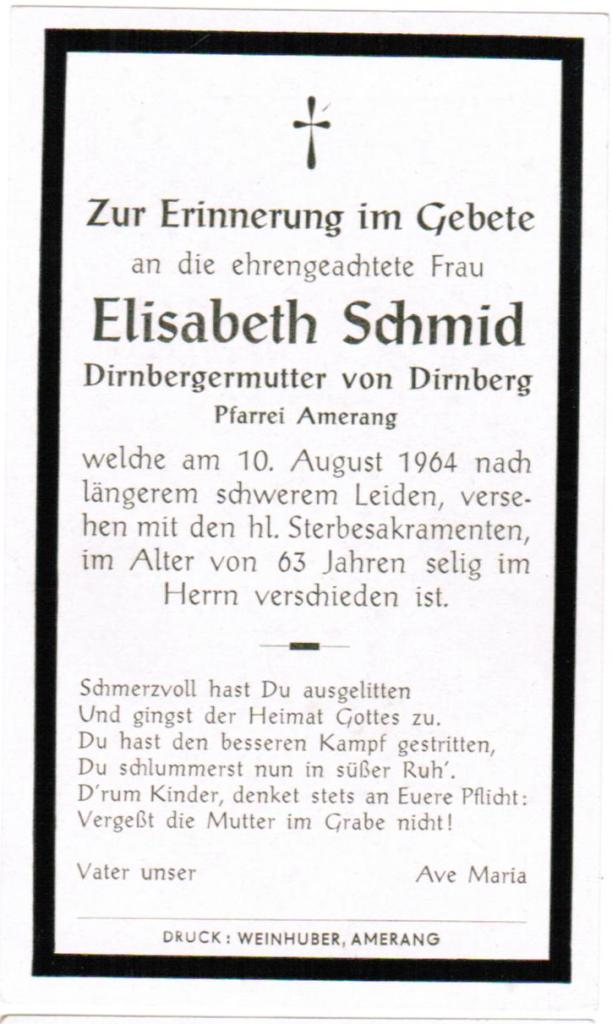 Zur Erinnerung im Gebete
an die ehrengeachtete Frau
Elisabeth Schmid
Dirnbergermutter von Dirnberg
Pfarrei Amerang
welche am 10. August 1964 nach
längerem schwerem Leiden, verse-
hen mit den hl. Sterbesakramenten,
im Alter von 63 Jahren selig im
Herrn verschieden ist.
Schmerzvoll hast Du ausgelitten
Und gingst der Heimat Gottes zu.
Du hast den besseren Kampf gestritten,
Du schlummerst nun in süßer Ruh'.
D'rum Kinder, denket stets an Euere Pflicht:
Vergeßt die Mutter im Grabe nicht!
Vater unser Ave Maria
DRUCK: WEINHUBER, AMERANG